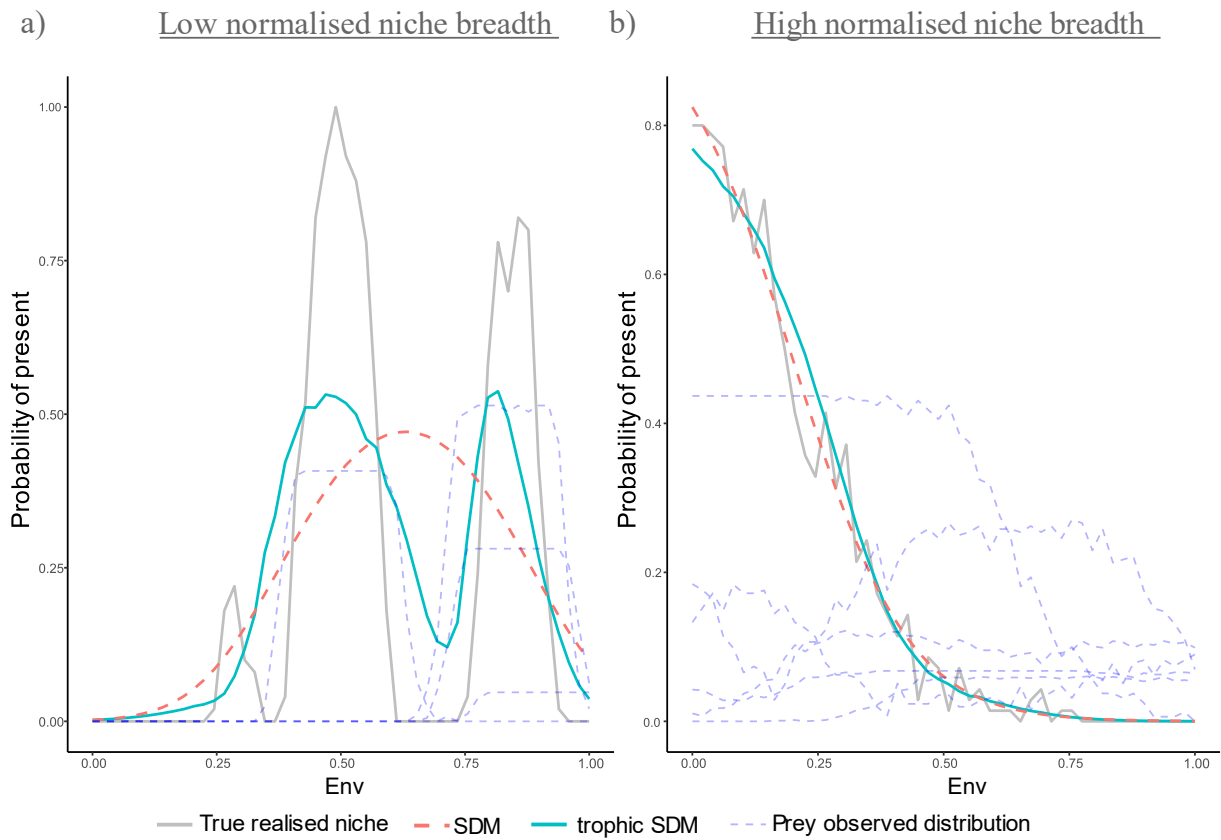 a) Low normalised niche breadth
b) High normalised niche breadth
1.00
0.75
0.50
0.25
0.00
Probability of present
0.00 0.25 0.50 0.75 1.00
Env
0.8
0.6
0.4
0.2
0.0
Probability of present
0.00 0.25 0.50 0.75 1.00
Env
True realised niche SDM trophic SDM Prey observed distribution